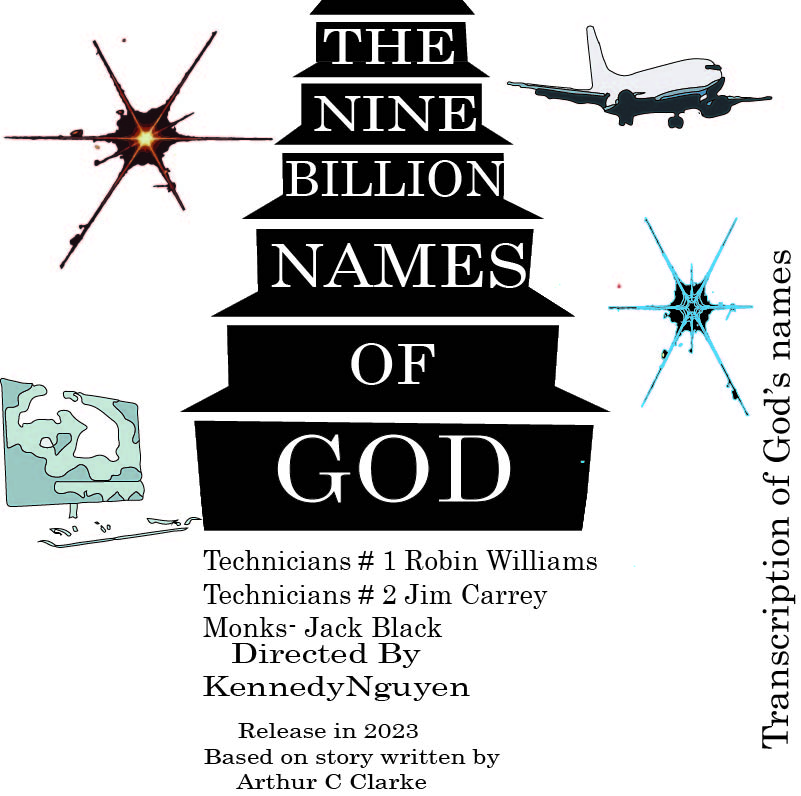 THE
NINE
BILLION
NAMES
OF
GOD
Technicians # 1 Robin Williams
Technicians # 2 Jim Carrey
Monks- Jack Black
Directed By
KennedyNguyen
Release in 2023
Based on story written by
Arthur C Clarke
Transcription of God's names